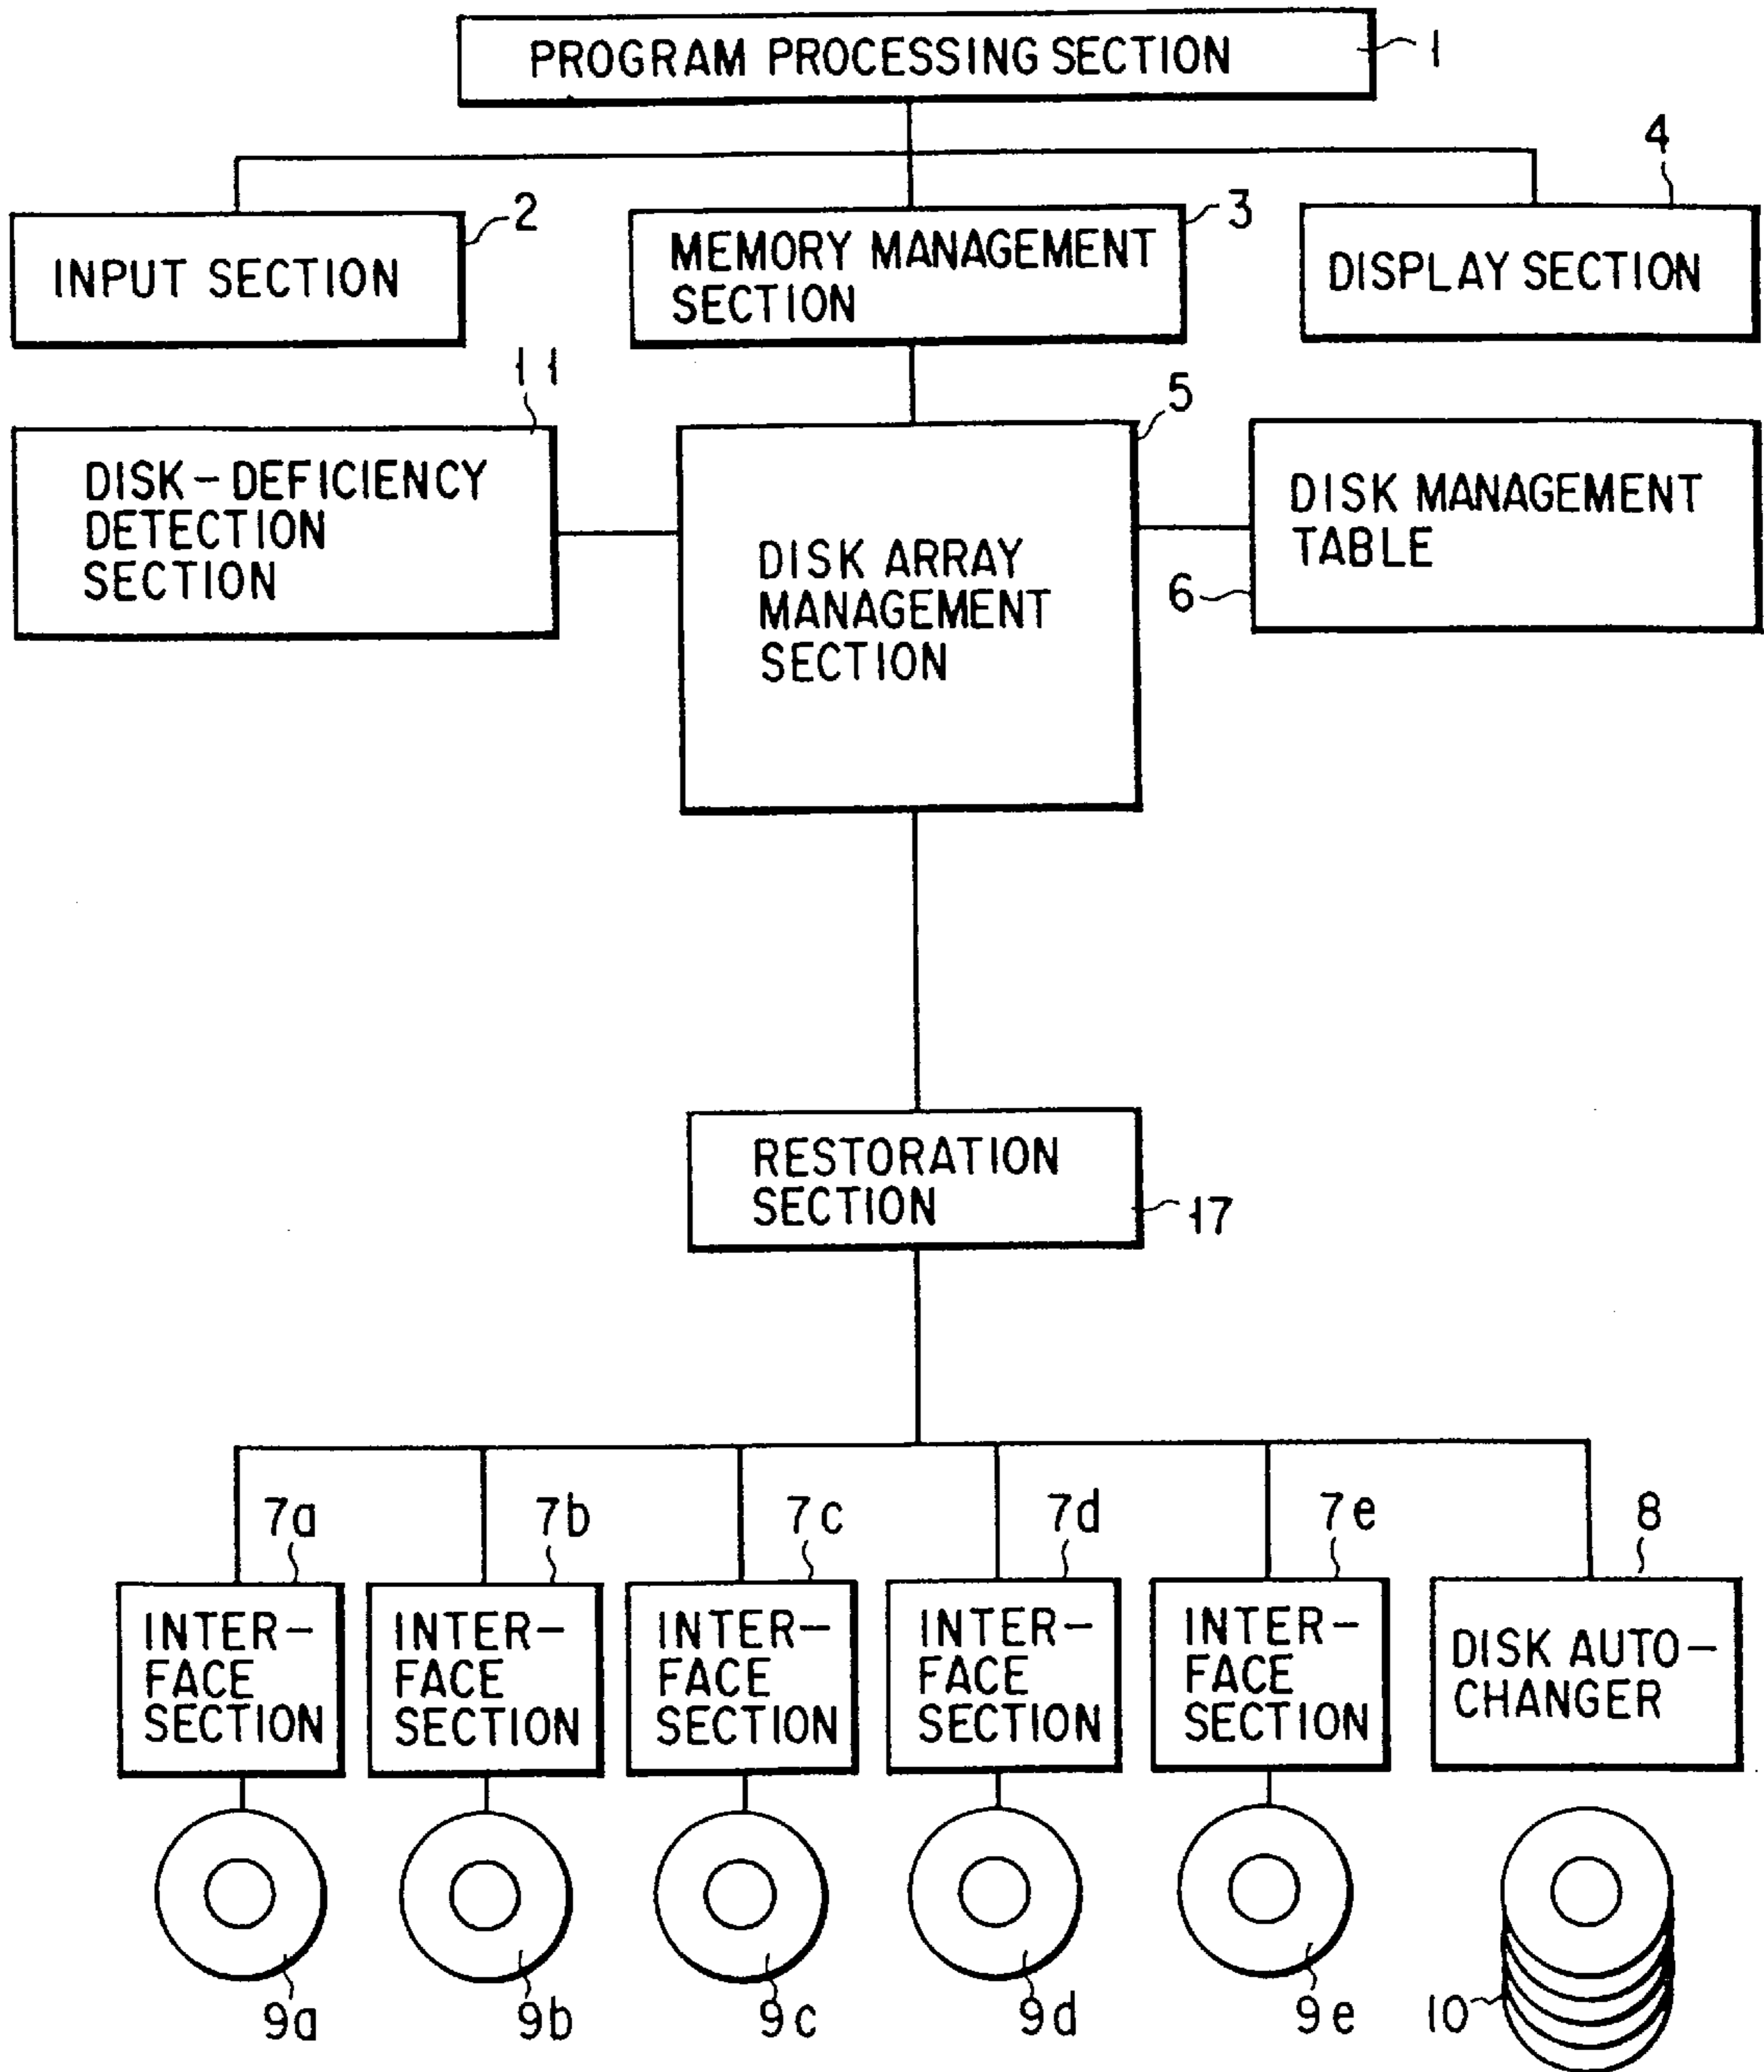 PROGRAM PROCESSING SECTION
1
4
2
3
INPUT SECTION
MEMORY MANAGEMENT
SECTION
DISPLAY SECTION
11
5
DISK-DEFICIENCY
DETECTION
SECTION
DISK ARRAY
MANAGEMENT
SECTION
DISK MANAGEMENT
TABLE
6
RESTORATION
SECTION
17
7a
7b
7c
7d
7e
8
INTER-
FACE
SECTION
INTER-
FACE
SECTION
INTER-
FACE
SECTION
INTER-
FACE
SECTION
INTER-
FACE
SECTION
DISK AUTO-
CHANGER
9a
9b
9c
9d
9e
10